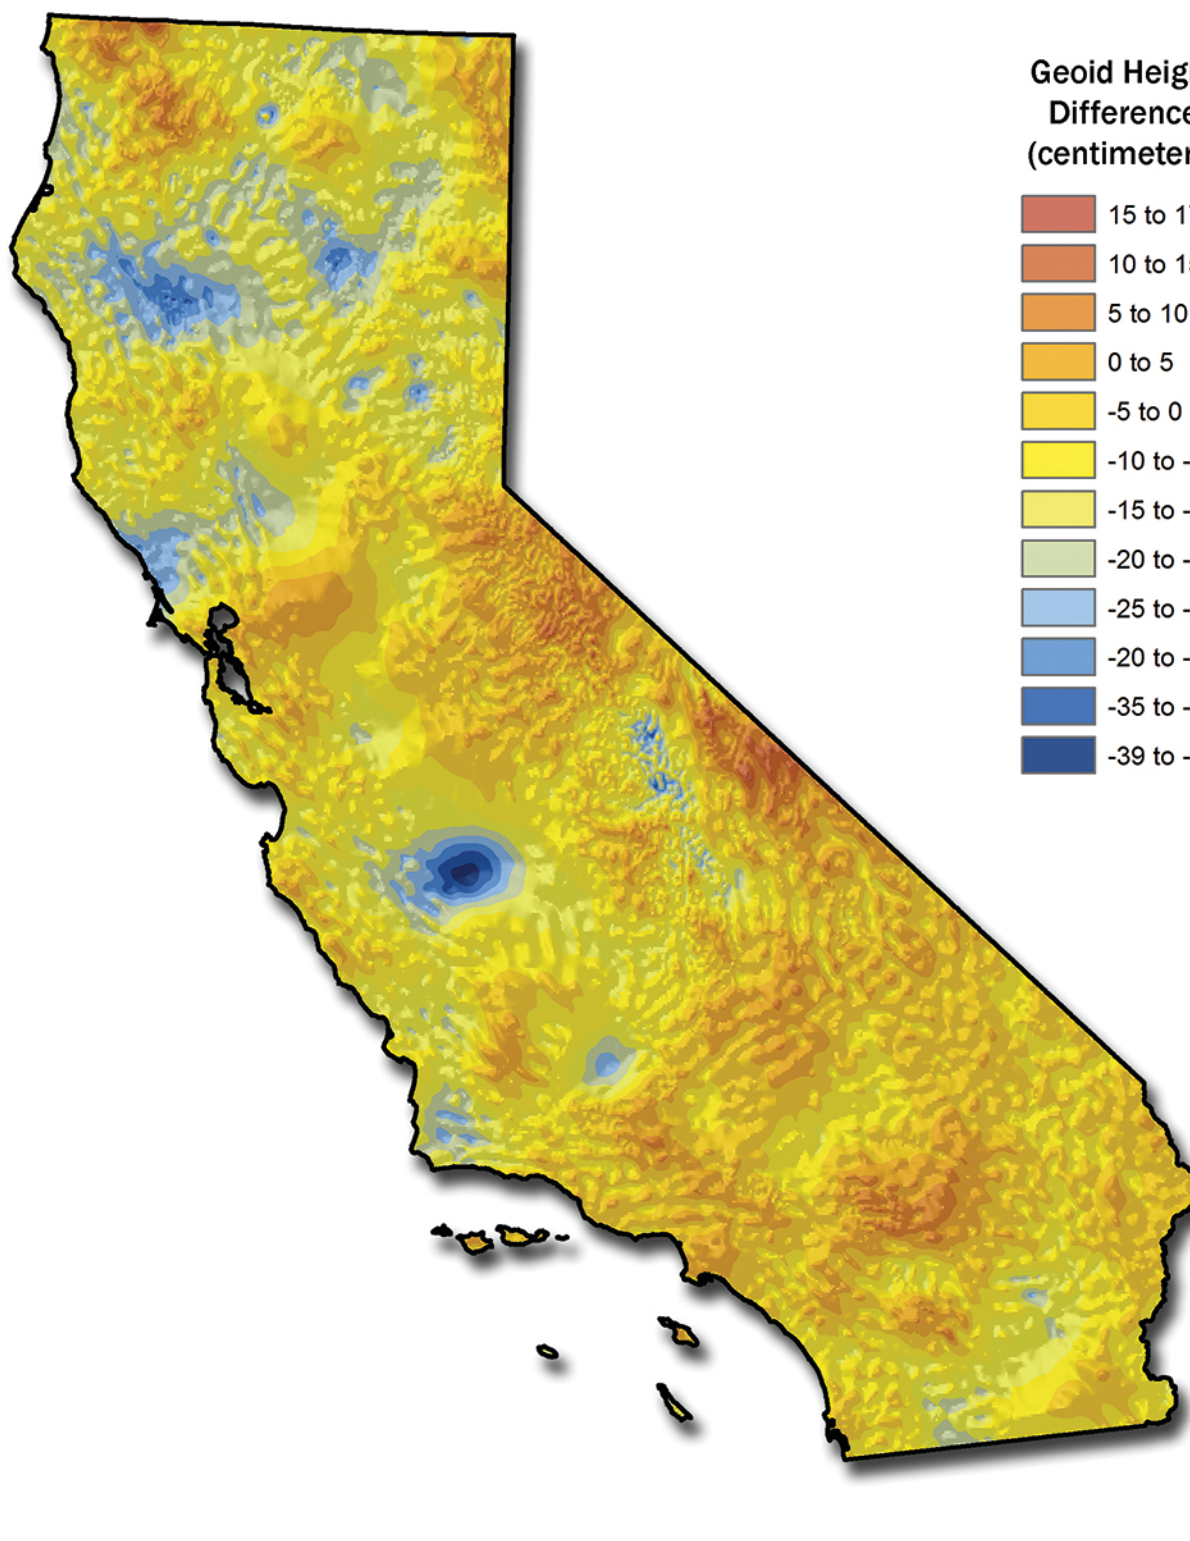 Geoid Heig
Difference
(centimeter
15 to 1
10 to 1
5 to 10
0 to 5
-5 to 0
-10 to -
-15 to -
-20 to -
-25 to -
-20 to -
-35 to -
-39 to -